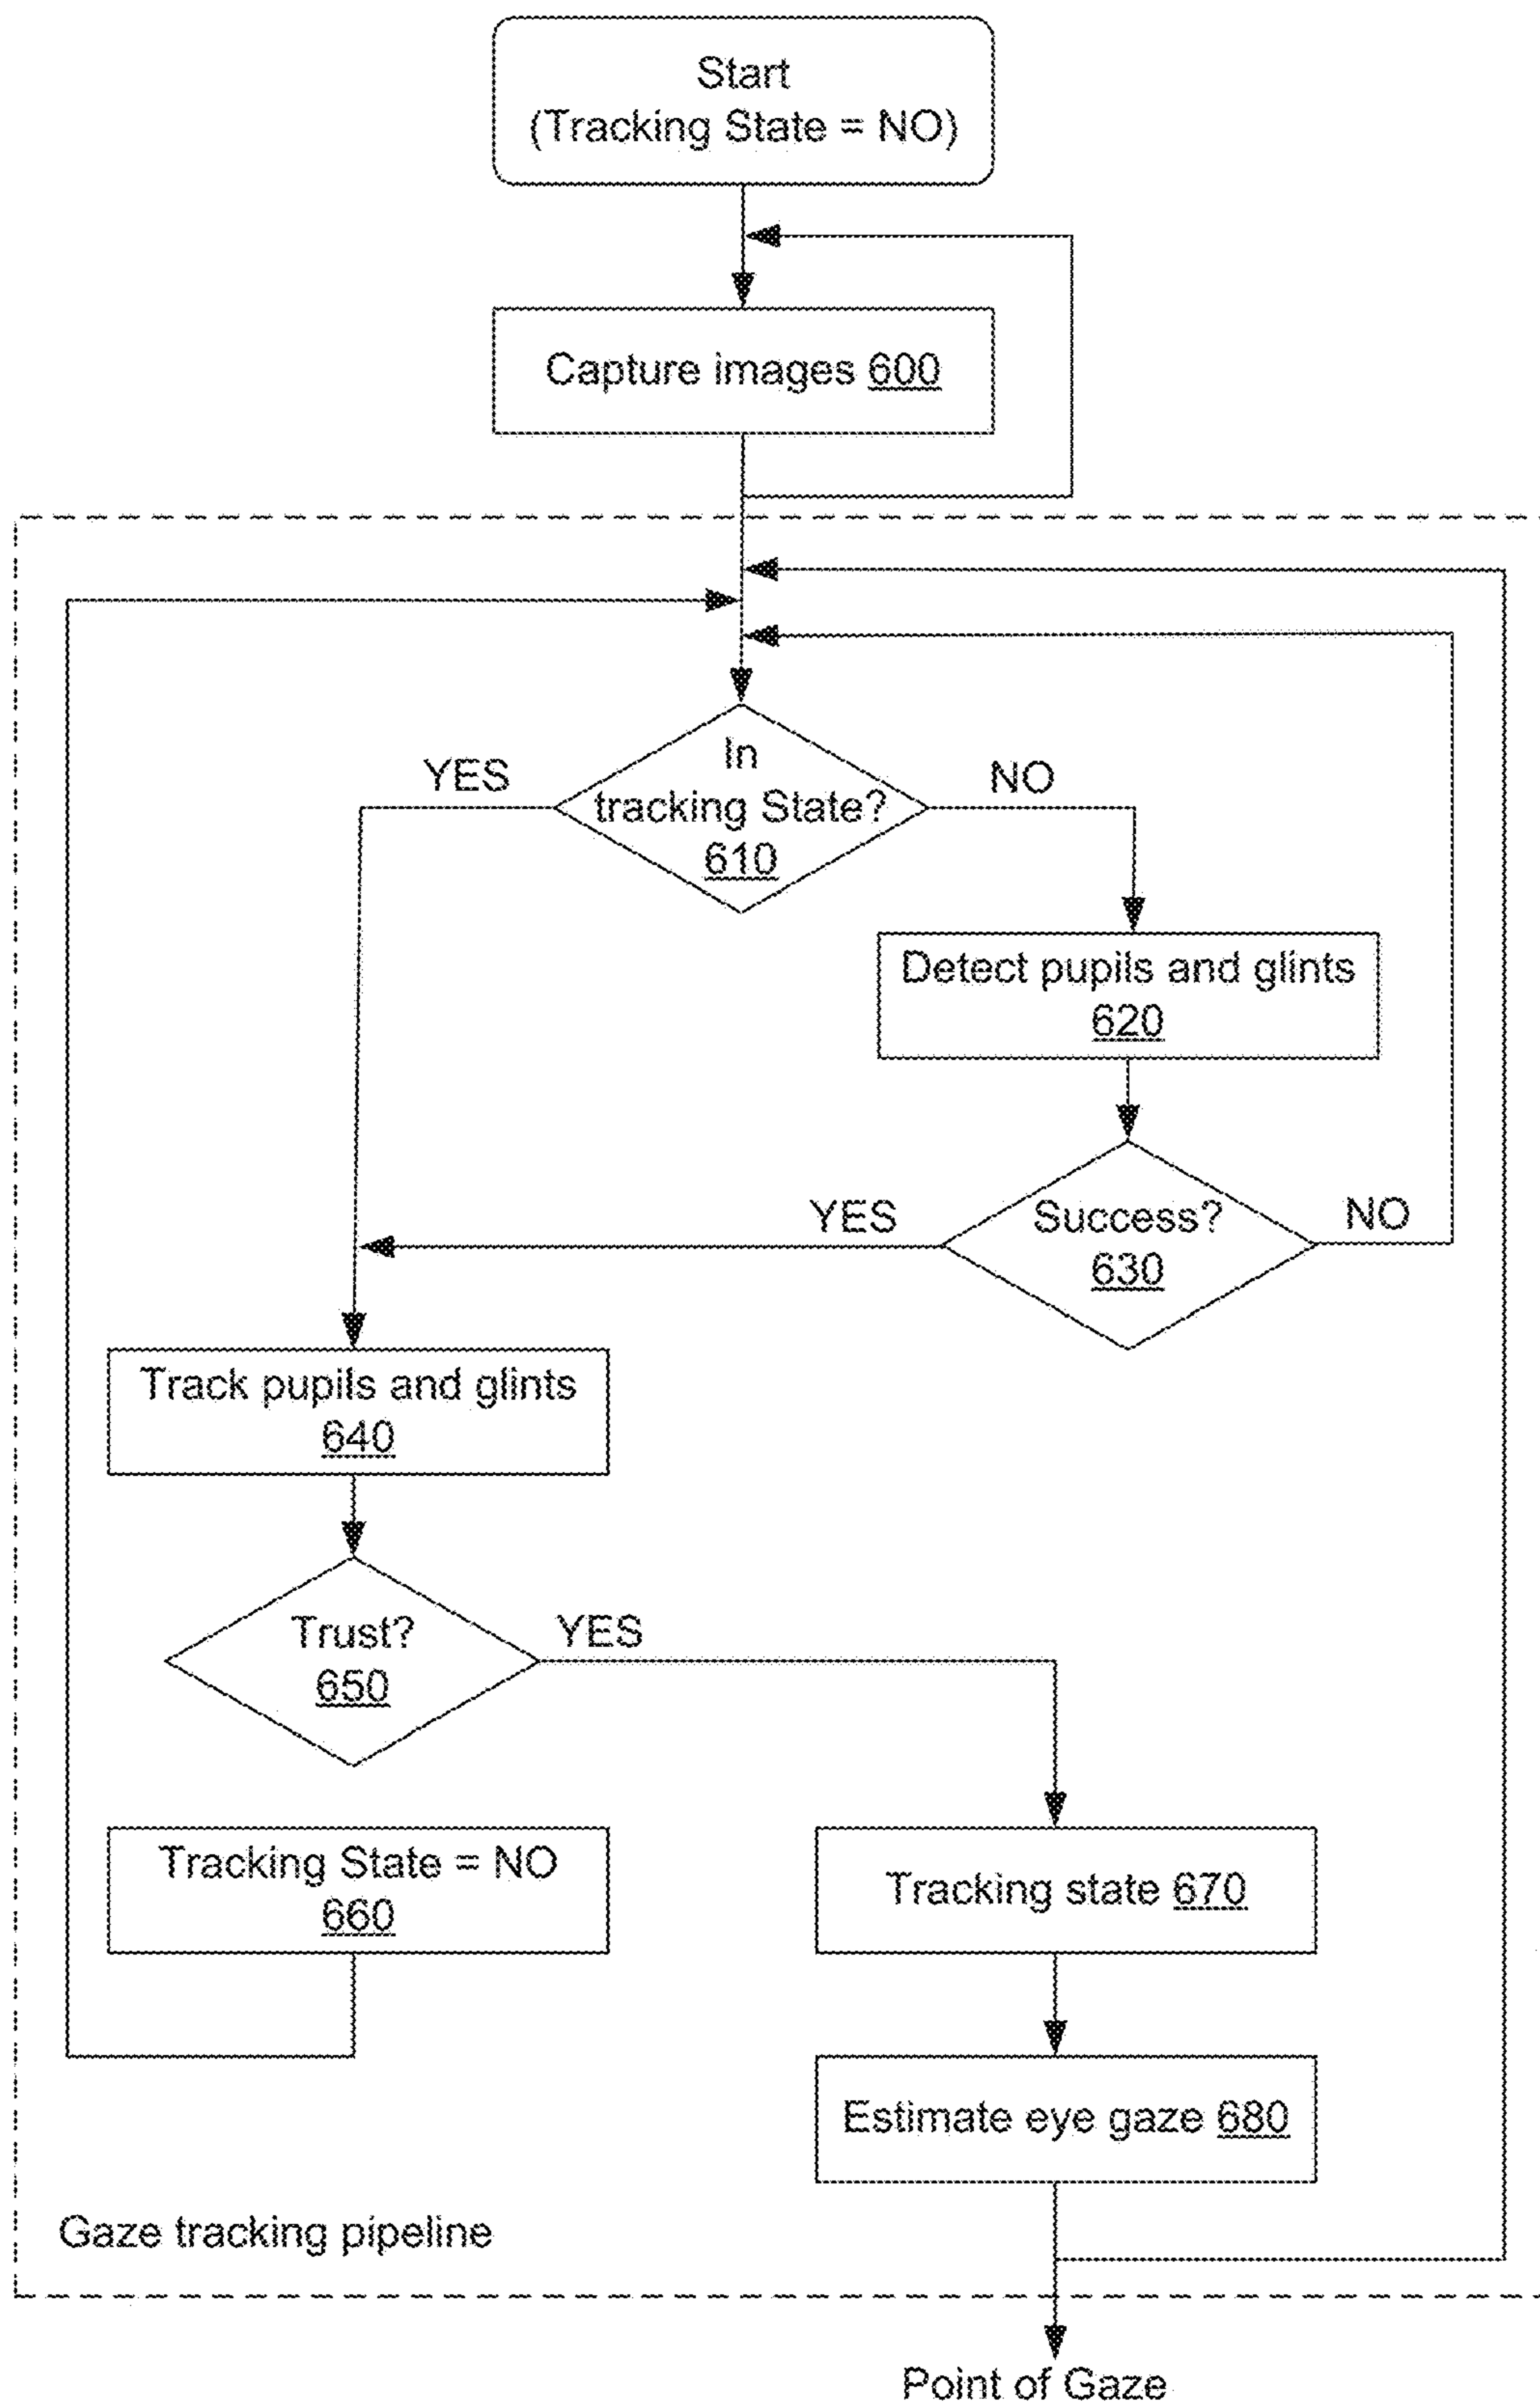 Start
(Tracking State = NO)
Capture images 600
In
tracking State?
610
YES
NO
Detect pupils and glints
620
Success?
630
YES
NO
Track pupils and glints
640
Trust?
650
YES
Tracking State = NO
660
Tracking state 670
Estimate eye gaze 680
Gaze tracking pipeline
Point of Gaze